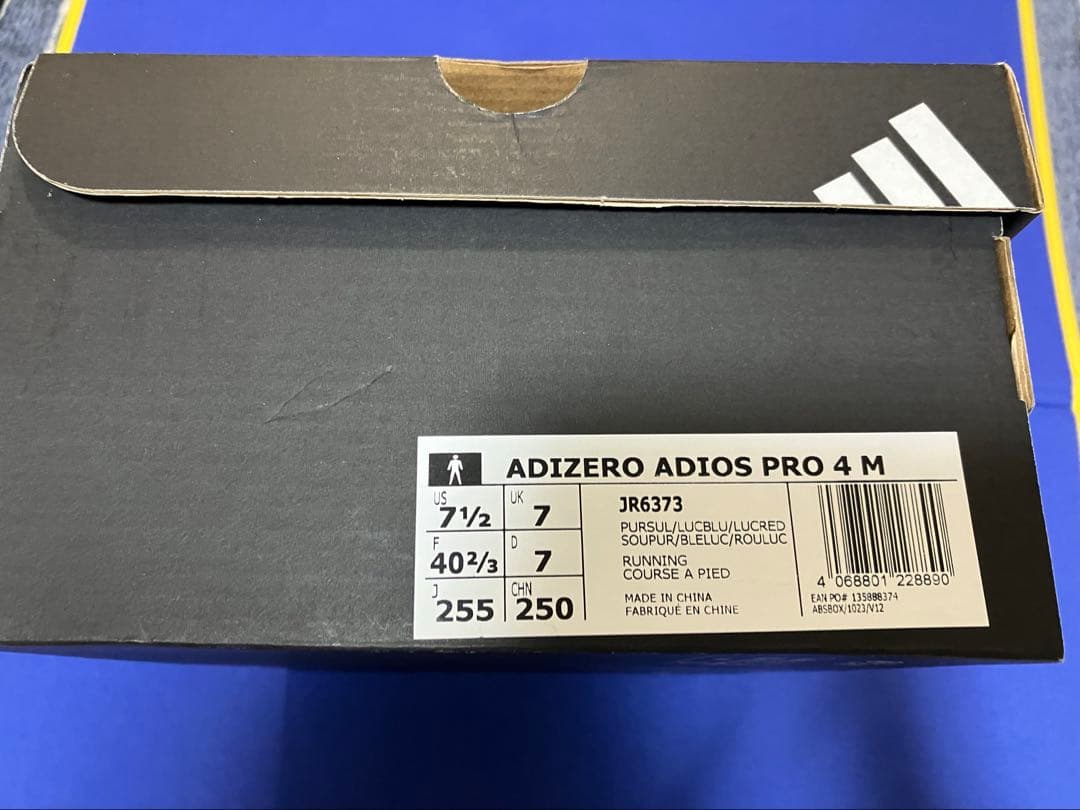 ADIZERO ADIOS PRO 4 M
US 7½ UK 7
F 40⅔ D 7
J 255 CHN 250
JR6373
PURSUL/LUCBLU/LUCRED
SOUPUR/BLELUC/ROULUC
RUNNING
COURSE A PIED
MADE IN CHINA
FABRIQUÉ EN CHINE
4 068801 228890
EAN PO# 135888374
ABSBOX/1023/V12